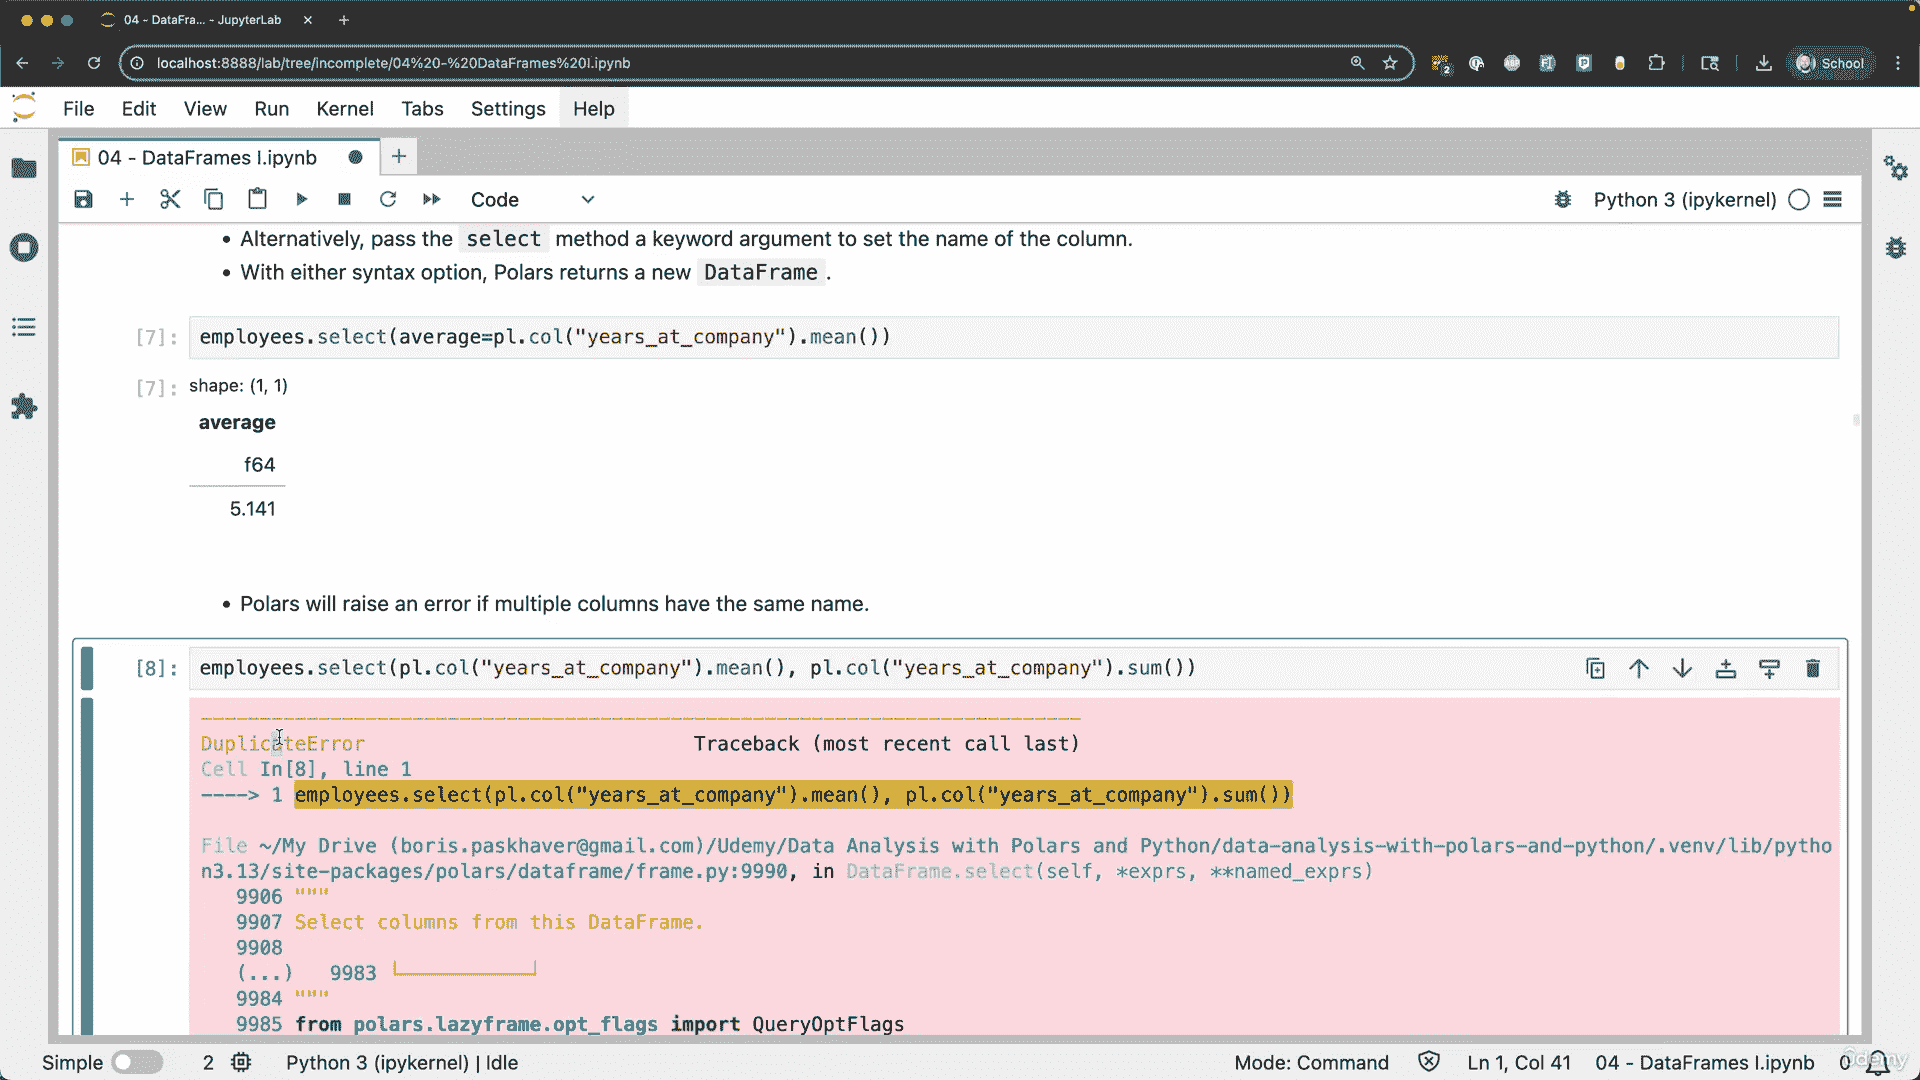 04 - DataFra... - JupyterLab
localhost:8888/lab/tree/incomplete/04%20-%20DataFrames%20I.ipynb
2
School
File Edit View Run Kernel Tabs Settings Help
04 - DataFrames I.ipynb
Code
Python 3 (ipykernel)
• Alternatively, pass the select method a keyword argument to set the name of the column.
• With either syntax option, Polars returns a new DataFrame .
[7]: employees.select(average=pl.col("years_at_company").mean())
[7]: shape: (1, 1)
average
f64
5.141
• Polars will raise an error if multiple columns have the same name.
[8]: employees.select(pl.col("years_at_company").mean(), pl.col("years_at_company").sum())
---------------------------------------------------------------------------
DuplicateError Traceback (most recent call last)
Cell In[8], line 1
----> 1 employees.select(pl.col("years_at_company").mean(), pl.col("years_at_company").sum())
File ~/My Drive (boris.paskhaver@gmail.com)/Udemy/Data Analysis with Polars and Python/data-analysis-with-polars-and-python/.venv/lib/pytho
n3.13/site-packages/polars/dataframe/frame.py:9990, in DataFrame.select(self, *exprs, **named_exprs)
9906 """
9907 Select columns from this DataFrame.
9908
(...) 9983 └────────────┘
9984 """
9985 from polars.lazyframe.opt_flags import QueryOptFlags
Simple 2 Python 3 (ipykernel) | Idle Mode: Command Ln 1, Col 41 04 - DataFrames I.ipynb 0
Udemy